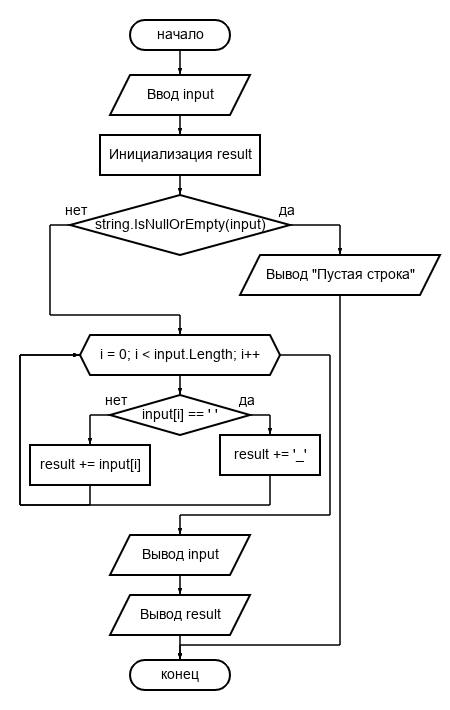 начало
Ввод input
Инициализация result
нет
да
string.IsNullOrEmpty(input)
Вывод "Пустая строка"
i = 0; i < input.Length; i++
нет
да
input[i] == ' '
result += input[i]
result += '_'
Вывод input
Вывод result
конец